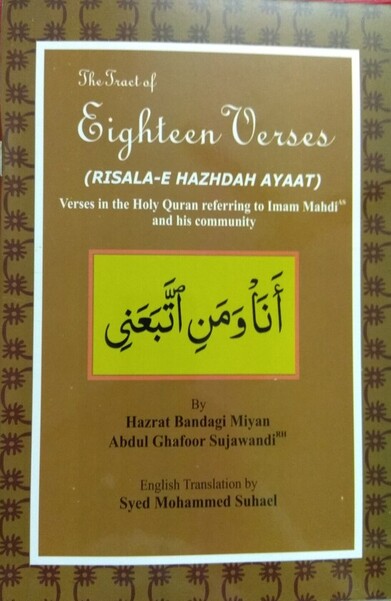 The Tract of
Eighteen Verses
(RISALA-E HAZHDAH AYAAT)
Verses in the Holy Quran referring to Imam Mahdi AS
and his community
أَنَا۠ وَمَنِ ٱتَّبَعَنِى
By
Hazrat Bandagi Miyan
Abdul Ghafoor Sujawandi RH
English Translation by
Syed Mohammed Suhael